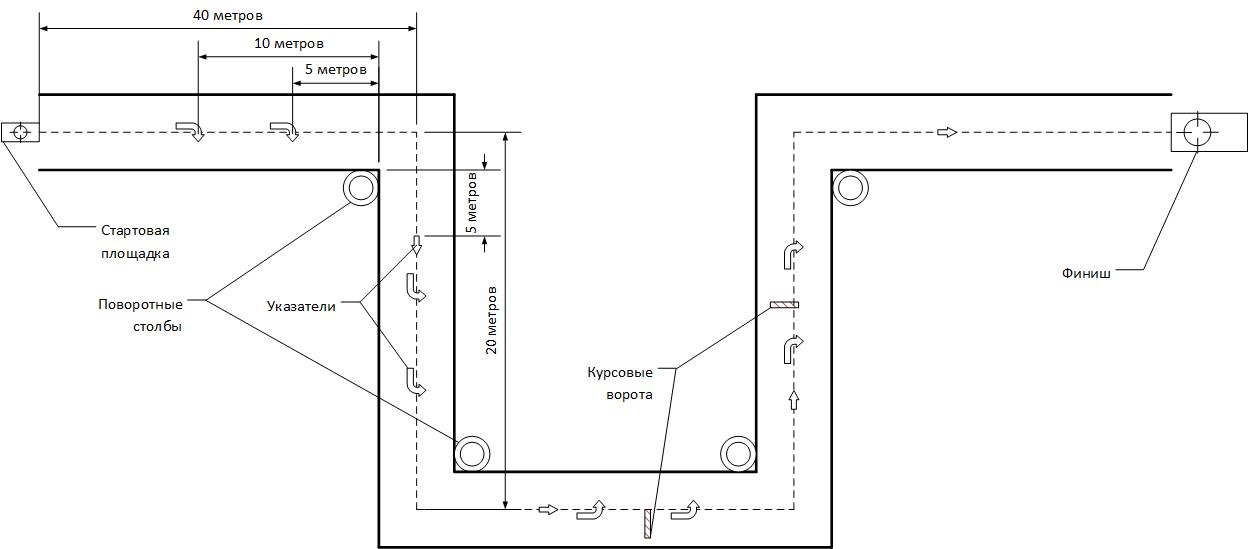 40 метров
10 метров
5 метров
5 метров
Стартовая
площадка
Поворотные
столбы
Указатели
20 метров
Курсовые
ворота
Финиш